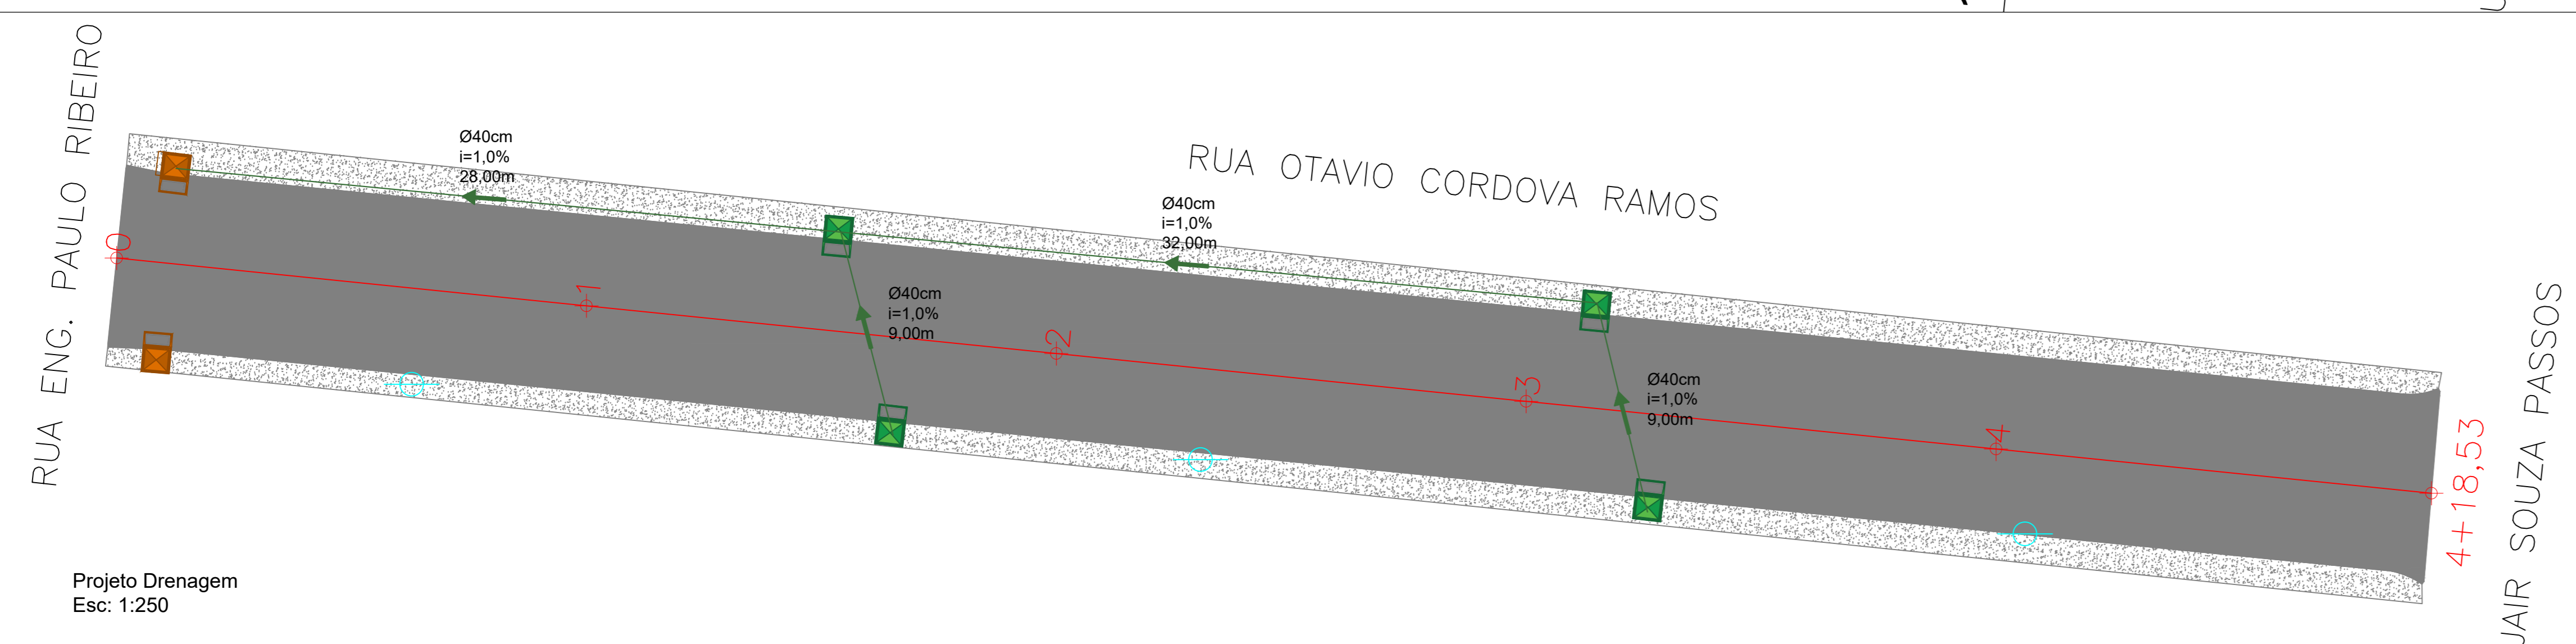 RUA ENG. PAULO RIBEIRO
Ø40cm
i=1,0%
28,00m
RUA OTAVIO CORDOVA RAMOS
Ø40cm
i=1,0%
32,00m
0
1
2
3
4
4+18,53
Ø40cm
i=1,0%
9,00m
Ø40cm
i=1,0%
9,00m
JAIR SOUZA PASSOS
Projeto Drenagem
Esc: 1:250